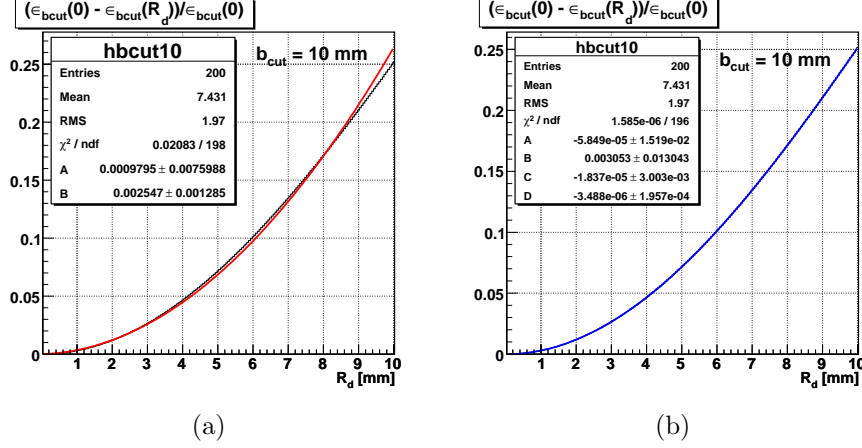 (ϵbcut(0) - ϵbcut(Rd))/ϵbcut(0)
hbcut10
Entries 200
Mean 7.431
RMS 1.97
χ² / ndf 0.02083 / 198
A 0.0009795 ± 0.0075988
B 0.002547 ± 0.001285
bcut = 10 mm
0.25
0.2
0.15
0.1
0.05
0
1 2 3 4 5 6 7 8 9 10
Rd [mm]
(a)
(ϵbcut(0) - ϵbcut(Rd))/ϵbcut(0)
hbcut10
Entries 200
Mean 7.431
RMS 1.97
χ² / ndf 1.585e-06 / 196
A -5.849e-05 ± 1.519e-02
B 0.003053 ± 0.013043
C -1.837e-05 ± 3.003e-03
D -3.488e-06 ± 1.957e-04
bcut = 10 mm
0.25
0.2
0.15
0.1
0.05
0
1 2 3 4 5 6 7 8 9 10
Rd [mm]
(b)